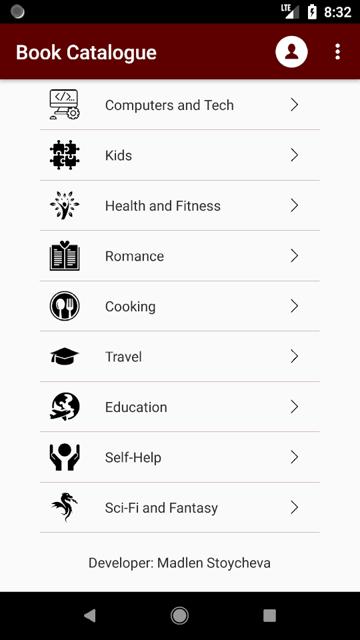 LTE 8:32
Book Catalogue
</..>
Computers and Tech
Kids
Health and Fitness
Romance
Cooking
Travel
Education
Self-Help
Sci-Fi and Fantasy
Developer: Madlen Stoycheva